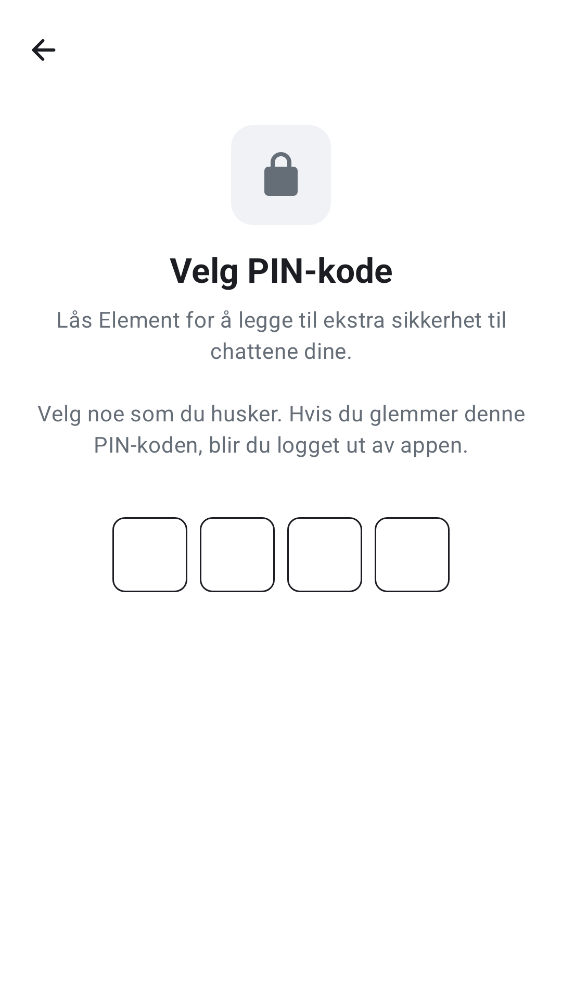 Velg PIN-kode
Lås Element for å legge til ekstra sikkerhet til
chattene dine.
Velg noe som du husker. Hvis du glemmer denne
PIN-koden, blir du logget ut av appen.